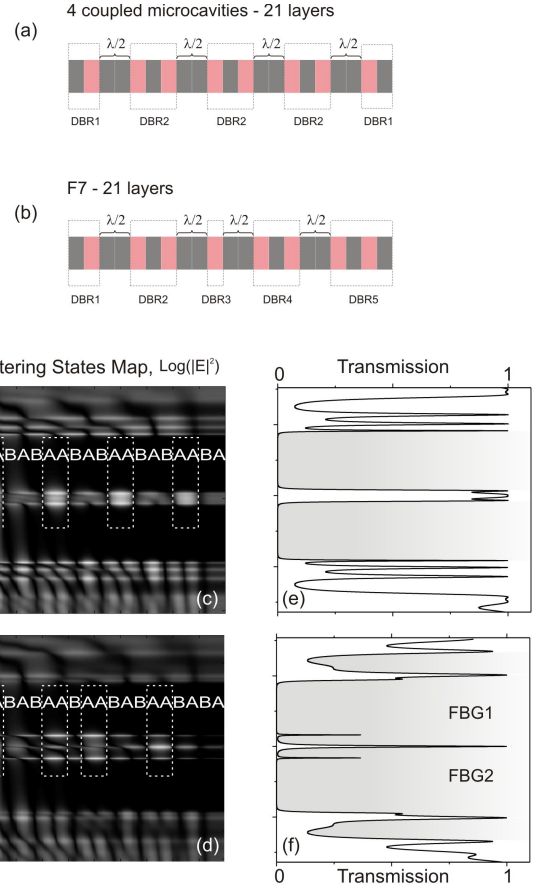 4 coupled microcavities - 21 layers
(a)
λ/2 λ/2 λ/2 λ/2
DBR1 DBR2 DBR2 DBR2 DBR1
F7 - 21 layers
(b)
λ/2 λ/2 λ/2 λ/2
DBR1 DBR2 DBR3 DBR4 DBR5
tering States Map, Log(|E|²)
0 Transmission 1
BABAABABAABABAABA
(c)
(e)
BABAABAABABAABABA
FBG1
FBG2
(d)
(f)
0 Transmission 1